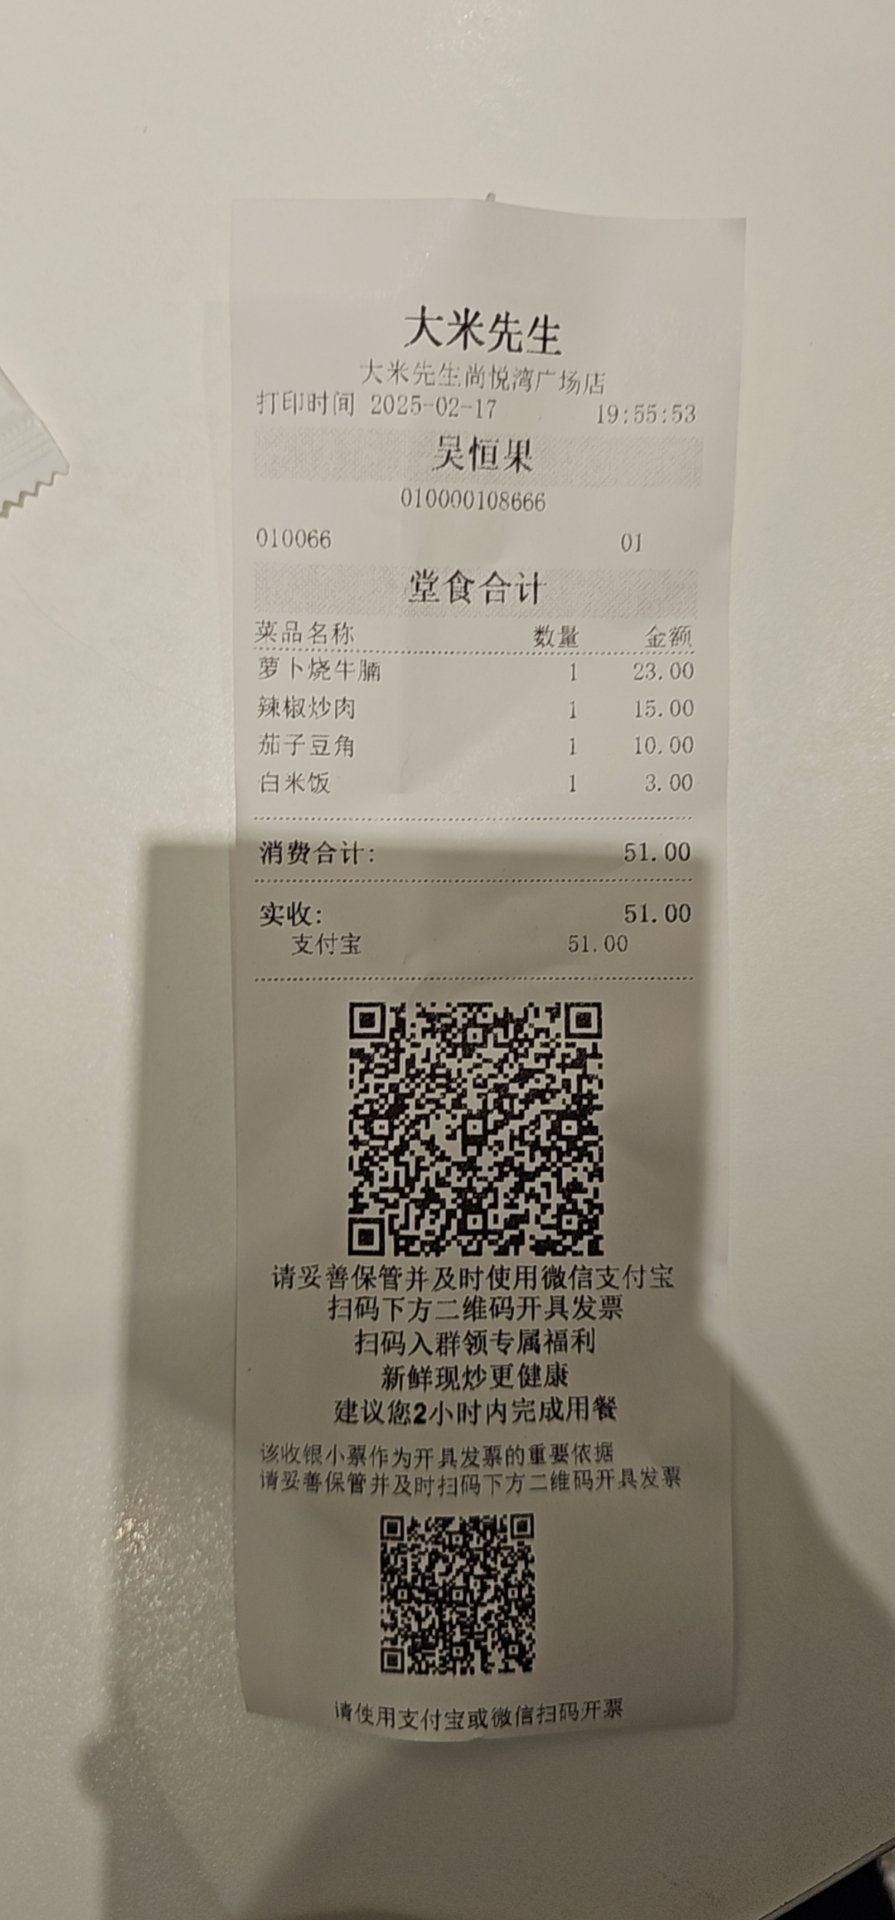 大米先生
大米先生尚悦湾广场店
打印时间 2025-02-17 19:55:53
吴恒果
010000108666
010066 01
堂食合计
菜品名称 数量 金额
萝卜烧牛腩 1 23.00
辣椒炒肉 1 15.00
茄子豆角 1 10.00
白米饭 1 3.00
消费合计: 51.00
实收: 51.00
支付宝 51.00
请妥善保管并及时使用微信支付宝
扫码下方二维码开具发票
扫码入群领专属福利
新鲜现炒更健康
建议您2小时内完成用餐
该收银小票作为开具发票的重要依据
请妥善保管并及时扫码下方二维码开具发票
请使用支付宝或微信扫码开票